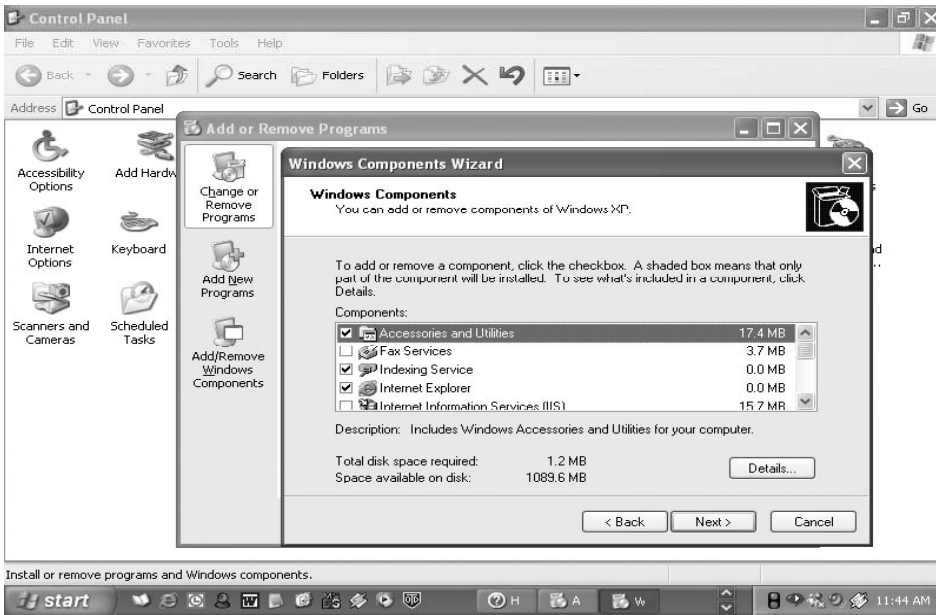 Control Panel
File Edit View Favorites Tools Help
Back Search Folders
Address Control Panel Go
Accessibility Options
Add Hardw
Internet Options
Keyboard
Scanners and Cameras
Scheduled Tasks
Add or Remove Programs
Change or Remove Programs
Add New Programs
Add/Remove Windows Components
Windows Components Wizard
Windows Components
You can add or remove components of Windows XP.
To add or remove a component, click the checkbox. A shaded box means that only
part of the component will be installed. To see what's included in a component, click
Details.
Components:
Accessories and Utilities 17.4 MB
Fax Services 3.7 MB
Indexing Service 0.0 MB
Internet Explorer 0.0 MB
Internet Information Services (IIS) 15.7 MB
Description: Includes Windows Accessories and Utilities for your computer.
Total disk space required: 1.2 MB
Space available on disk: 1089.6 MB
Details...
< Back Next > Cancel
Install or remove programs and Windows components.
start H A W 11:44 AM